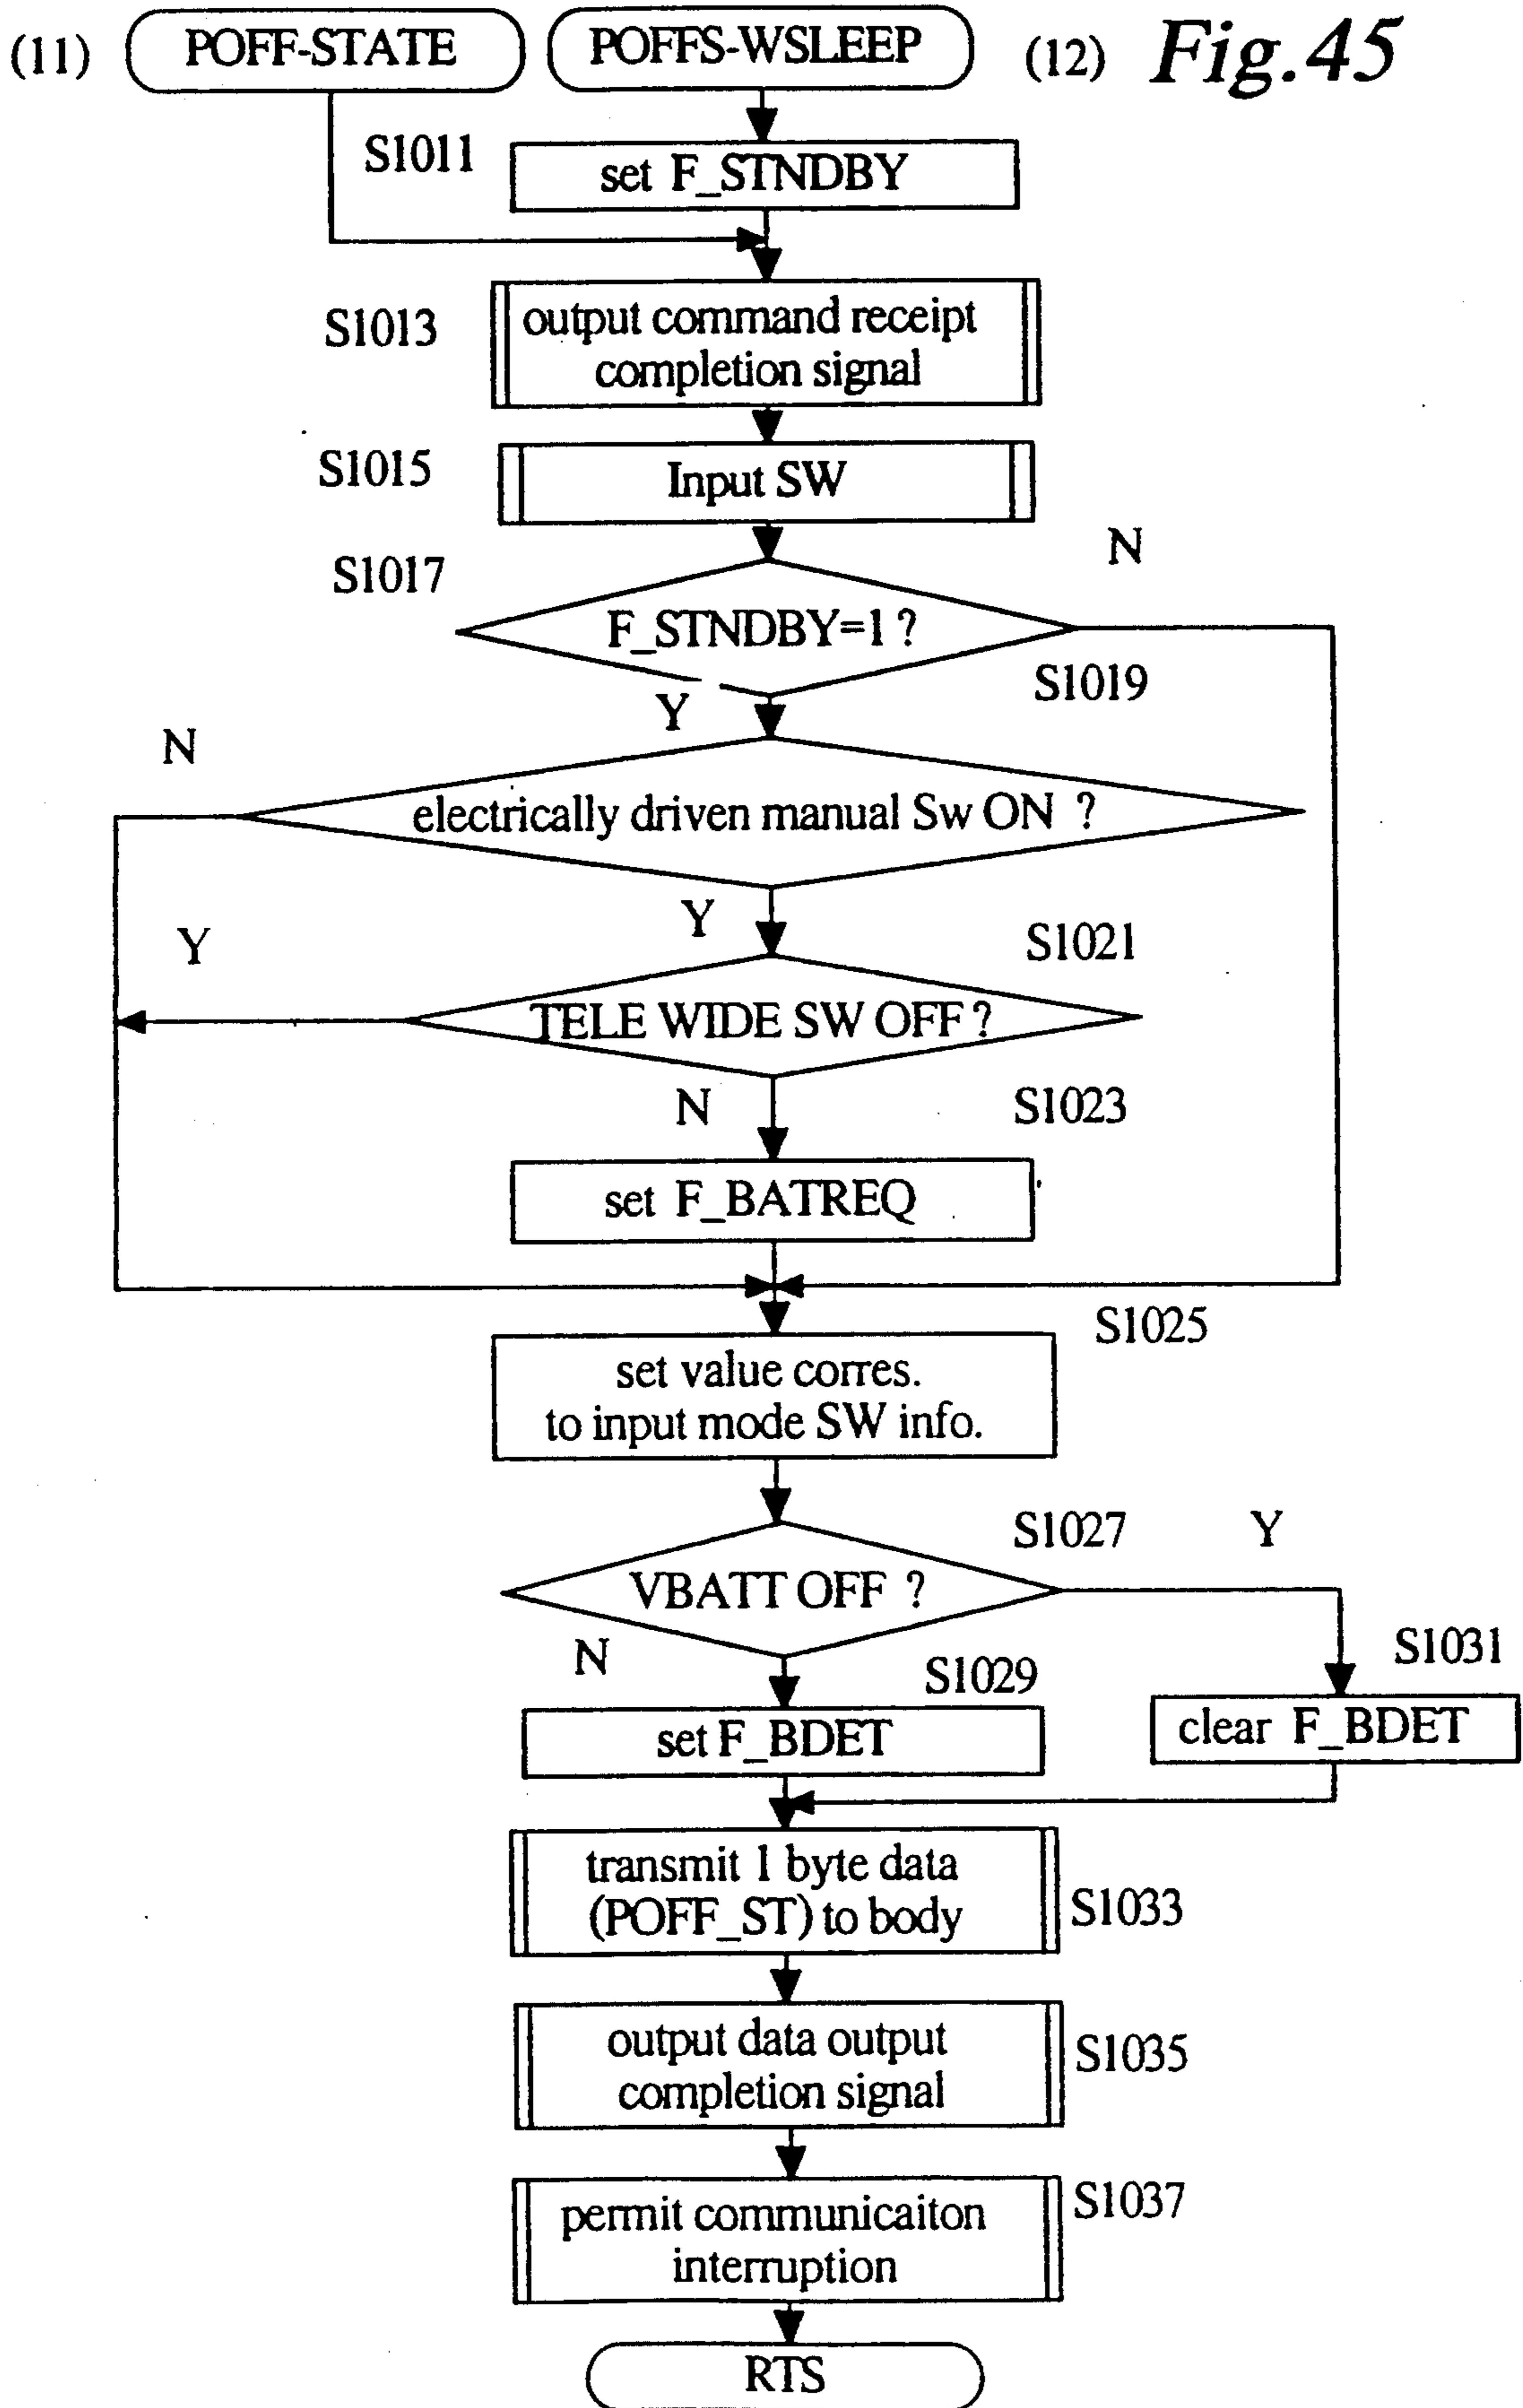 (11) POFF-STATE POFFS-WSLEEP (12) Fig.45
S1011
set F_STNDBY
S1013
output command receipt
completion signal
S1015
Input SW
N
S1017
F_STNDBY=1 ?
S1019
Y
N
electrically driven manual Sw ON ?
Y
S1021
Y
TELE WIDE SW OFF ?
N
S1023
set F_BATREQ
S1025
set value corres.
to input mode SW info.
S1027
Y
VBATT OFF ?
N
S1029
S1031
set F_BDET
clear F_BDET
transmit 1 byte data
(POFF_ST) to body
S1033
output data output
completion signal
S1035
permit communicaiton
interruption
S1037
RTS